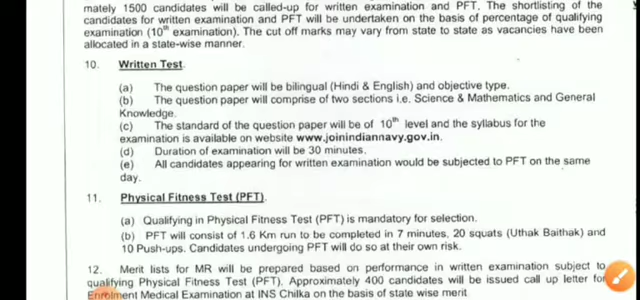 mately 1500 candidates will be called-up for written examination and PFT. The shortlisting of the
candidates for written examination and PFT will be undertaken on the basis of percentage of qualifying
examination (10th examination). The cut off marks may vary from state to state as vacancies have been
allocated in a state-wise manner.
10. Written Test.
(a) The question paper will be bilingual (Hindi & English) and objective type.
(b) The question paper will comprise of two sections i.e. Science & Mathematics and General
Knowledge.
(c) The standard of the question paper will be of 10th level and the syllabus for the
examination is available on website www.joinindiannavy.gov.in.
(d) Duration of examination will be 30 minutes.
(e) All candidates appearing for written examination would be subjected to PFT on the same
day.
11. Physical Fitness Test (PFT).
(a) Qualifying in Physical Fitness Test (PFT) is mandatory for selection.
(b) PFT will consist of 1.6 Km run to be completed in 7 minutes, 20 squats (Uthak Baithak) and
10 Push-ups. Candidates undergoing PFT will do so at their own risk.
12. Merit lists for MR will be prepared based on performance in written examination subject to
qualifying Physical Fitness Test (PFT). Approximately 400 candidates will be issued call up letter for
Enrolment Medical Examination at INS Chilka on the basis of state wise merit